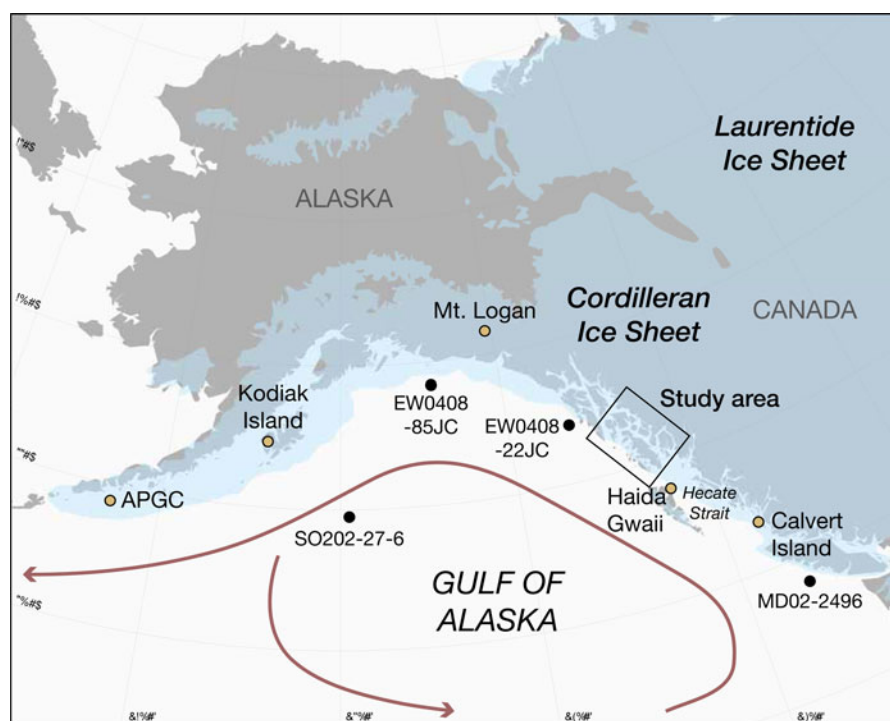 Laurentide
Ice Sheet
!"#$
ALASKA
!%#$
Cordilleran
Ice Sheet
CANADA
Mt. Logan
Kodiak
Island
EW0408
-85JC
Study area
EW0408
-22JC
""#$
APGC
Haida
Gwaii
Hecate
Strait
SO202-27-6
Calvert
Island
GULF OF
ALASKA
MD02-2496
"%#$
&!%#'
&"%#'
&(%#'
&)%#'